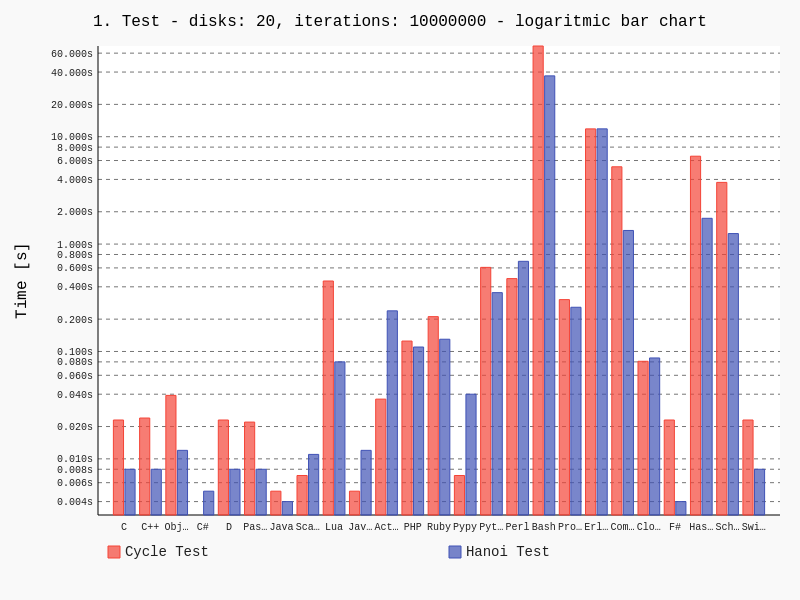 1. Test - disks: 20, iterations: 10000000 - logaritmic bar chart
60.000s
40.000s
20.000s
10.000s
8.000s
6.000s
4.000s
2.000s
1.000s
0.800s
0.600s
0.400s
0.200s
0.100s
0.080s
0.060s
0.040s
0.020s
0.010s
0.008s
0.006s
0.004s
Time [s]
C C++ Obj… C# D Pas… Java Sca… Lua Jav… Act… PHP Ruby Pypy Pyt… Perl Bash Pro… Erl… Com… Clo… F# Has… Sch… Swi…
Cycle Test Hanoi Test